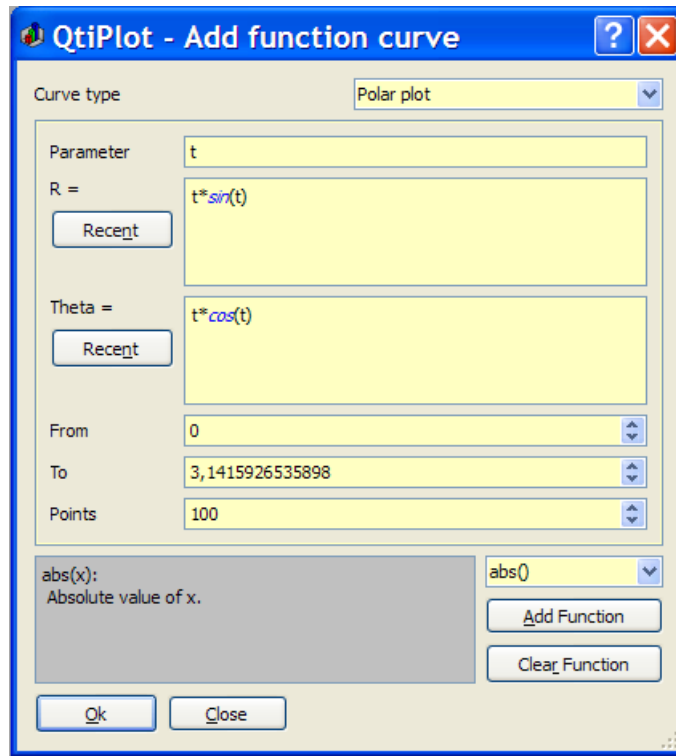 QtiPlot - Add function curve
Curve type Polar plot
Parameter t
R = t*sin(t)
Recent
Theta = t*cos(t)
Recent
From 0
To 3,1415926535898
Points 100
abs(x):
Absolute value of x.
abs()
Add Function
Clear Function
Ok Close